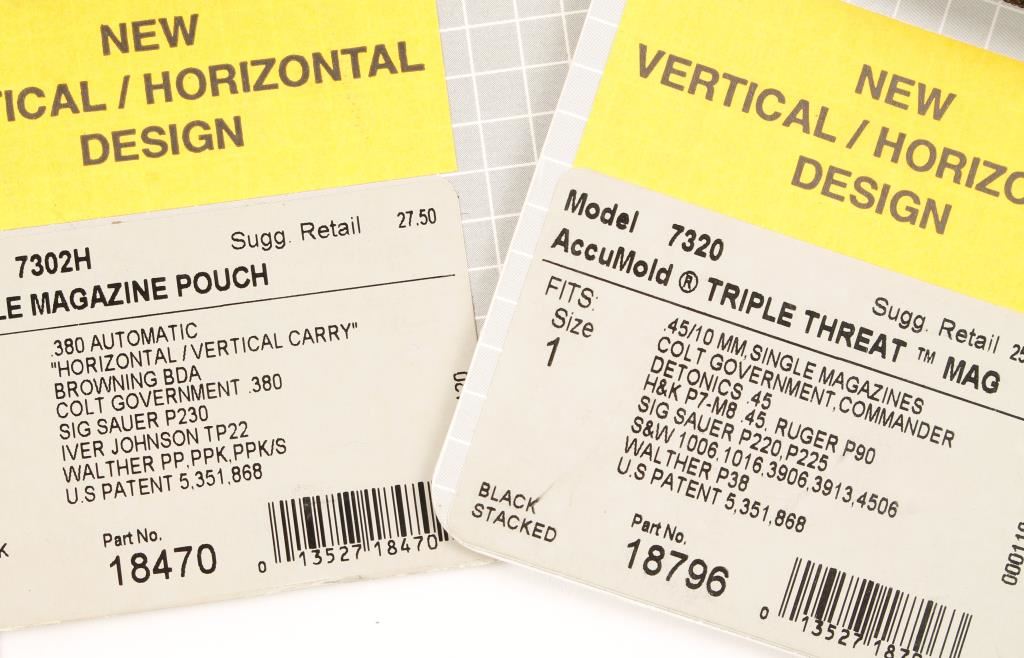 NEW
TICAL / HORIZONTAL
DESIGN
7302H
Sugg. Retail 27.50
LE MAGAZINE POUCH
.380 AUTOMATIC
"HORIZONTAL / VERTICAL CARRY"
BROWNING BDA
COLT GOVERNMENT .380
SIG SAUER P230
IVER JOHNSON TP22
WALTHER PP,PPK,PPK/S
U.S PATENT 5,351,868
K
Part No.
18470
0 13527 18470
NEW
VERTICAL / HORIZO
DESIGN
Model 7320
Sugg. Retail 25
AccuMold ® TRIPLE THREAT ™ MAG
FITS:
Size
1
.45/10 MM,SINGLE MAGAZINES
COLT GOVERNMENT,COMMANDER
DETONICS .45
H&K P7-M8 .45, RUGER P90
SIG SAUER P220,P225
S&W 1006,1016,3906,3913,4506
WALTHER P38
U.S PATENT 5,351,868
BLACK
STACKED
Part No.
18796
0 13527 187
000110